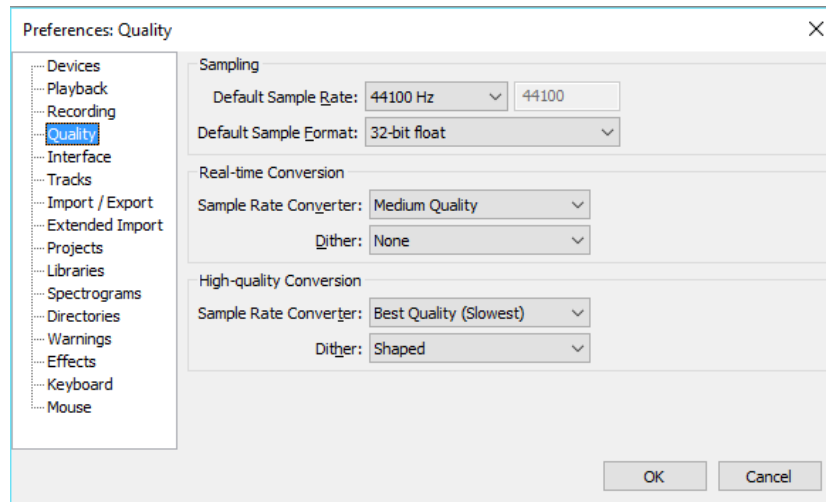 Preferences: Quality
Devices
Playback
Recording
Quality
Interface
Tracks
Import / Export
Extended Import
Projects
Libraries
Spectrograms
Directories
Warnings
Effects
Keyboard
Mouse
Sampling
Default Sample Rate: 44100 Hz 44100
Default Sample Format: 32-bit float
Real-time Conversion
Sample Rate Converter: Medium Quality
Dither: None
High-quality Conversion
Sample Rate Converter: Best Quality (Slowest)
Dither: Shaped
OK Cancel